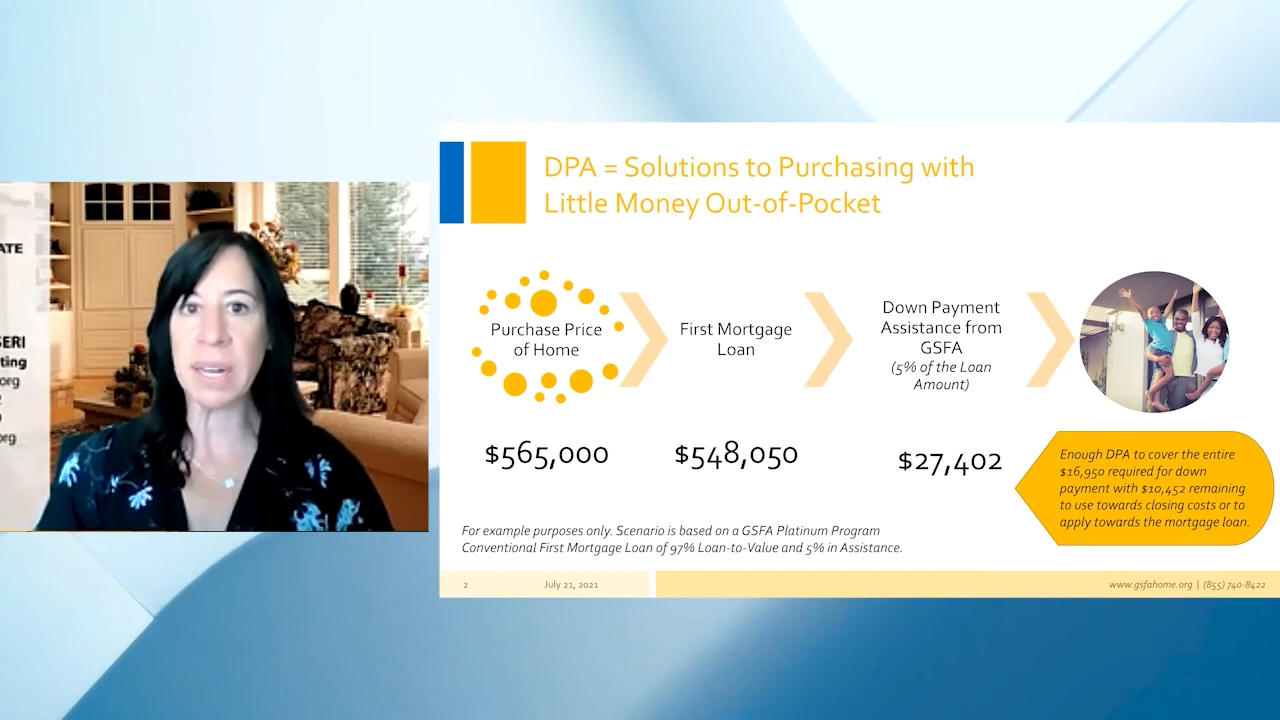 ATE
SERI
ting
org
org
DPA = Solutions to Purchasing with
Little Money Out-of-Pocket
Purchase Price
of Home
First Mortgage
Loan
Down Payment
Assistance from
GSFA
(5% of the Loan
Amount)
$565,000
$548,050
$27,402
Enough DPA to cover the entire
$16,950 required for down
payment with $10,452 remaining
to use towards closing costs or to
apply towards the mortgage loan.
For example purposes only. Scenario is based on a GSFA Platinum Program
Conventional First Mortgage Loan of 97% Loan-to-Value and 5% in Assistance.
2
July 21, 2021
www.gsfahome.org | (855) 740-8422